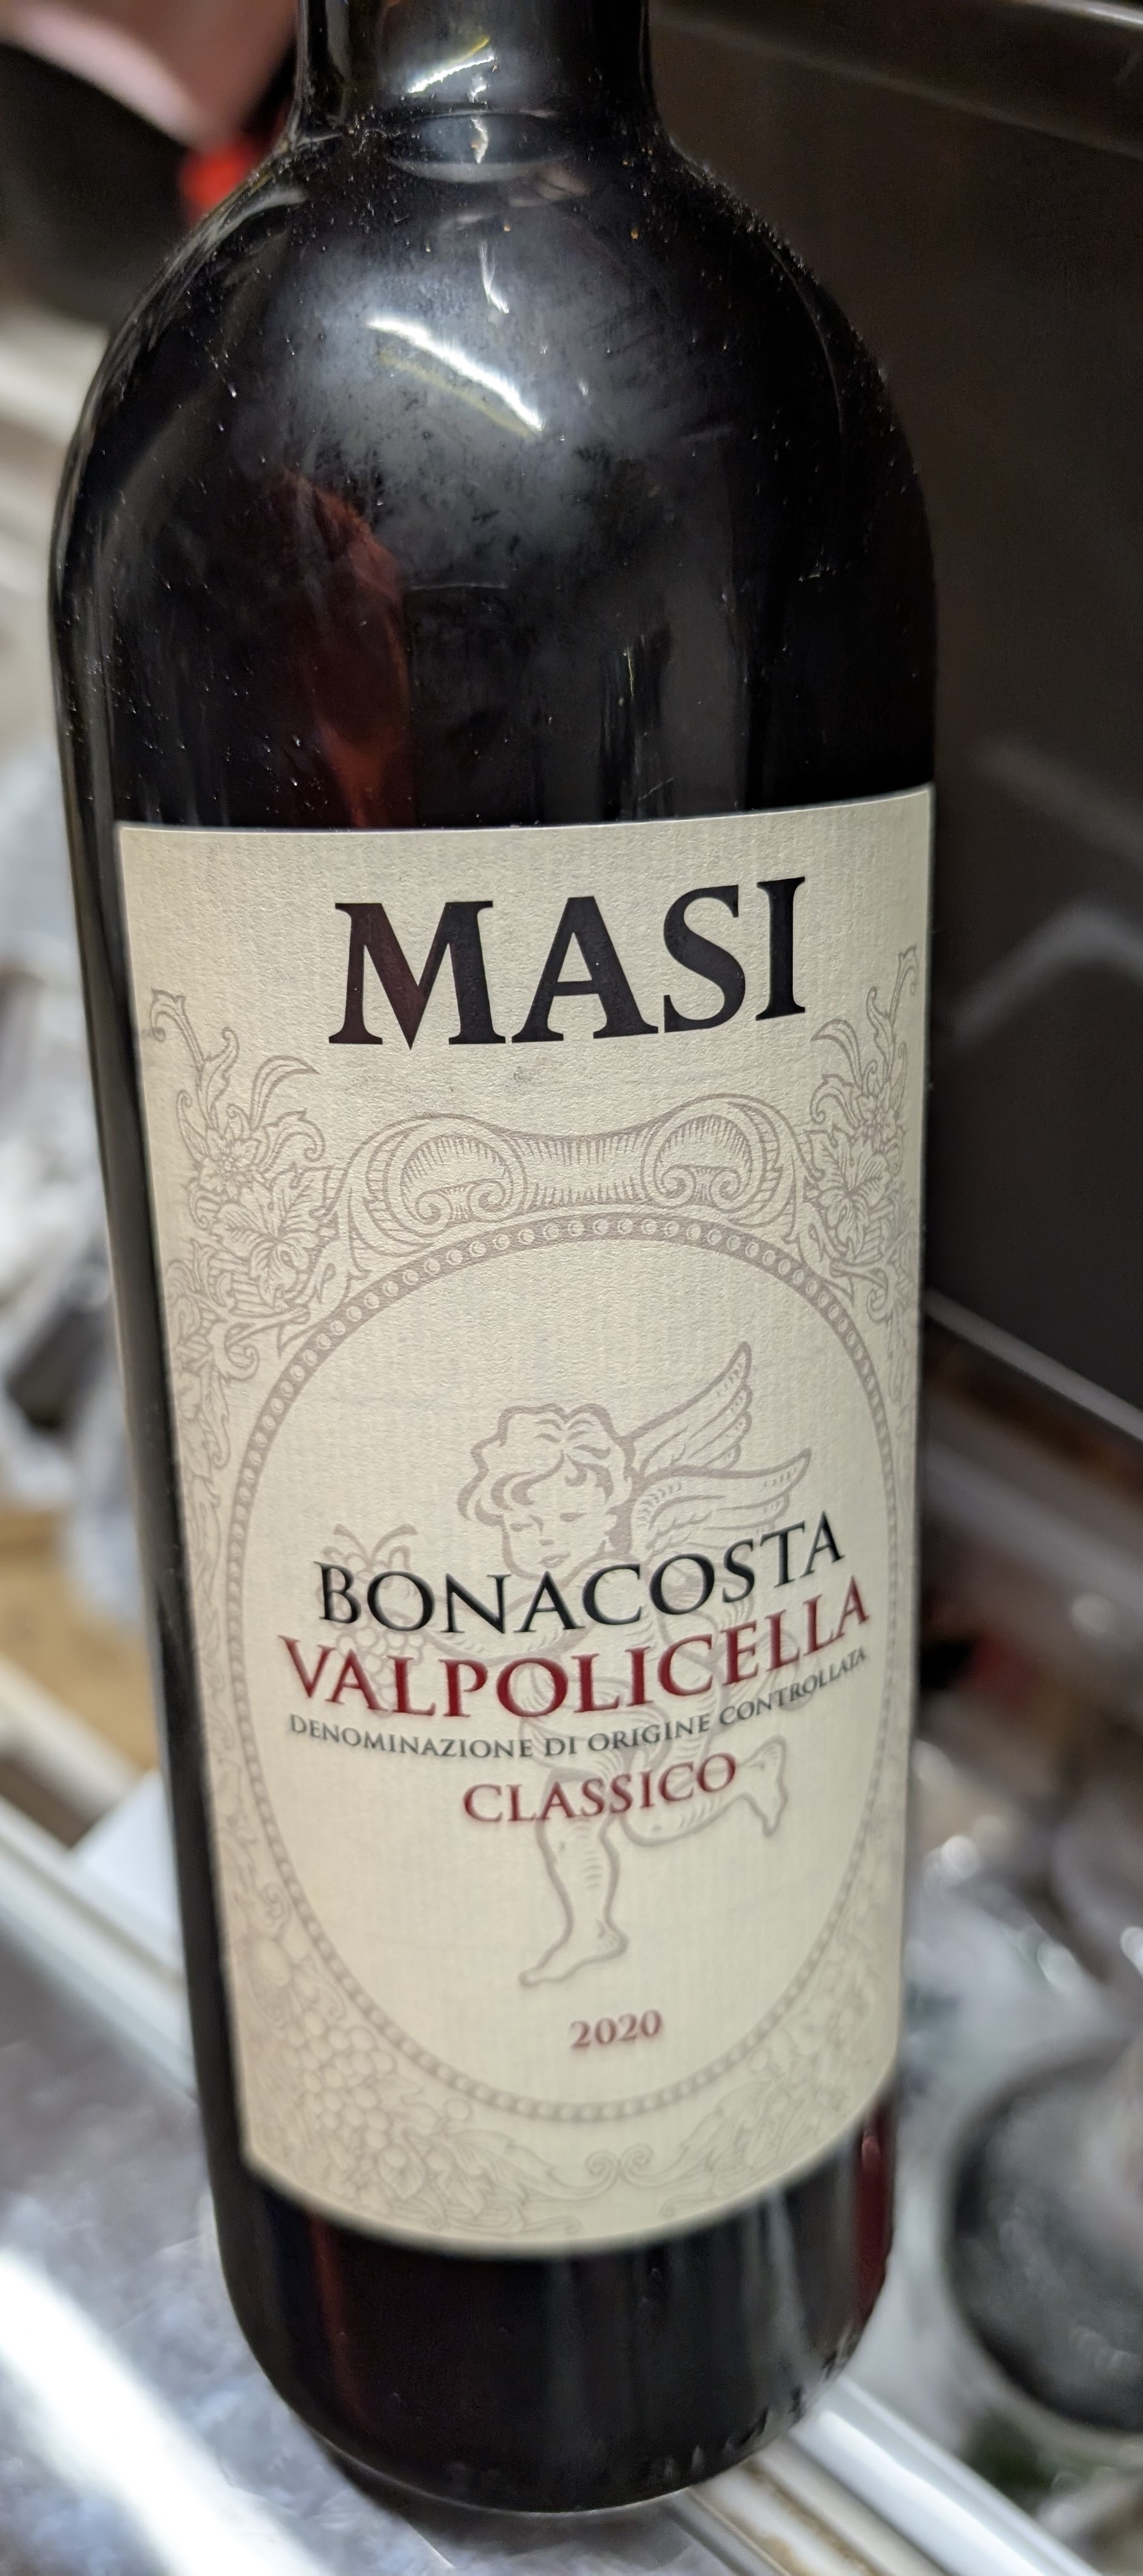 MASI
BONACOSTA
VALPOLICELLA
DENOMINAZIONE DI ORIGINE CONTROLLATA
CLASSICO
2020